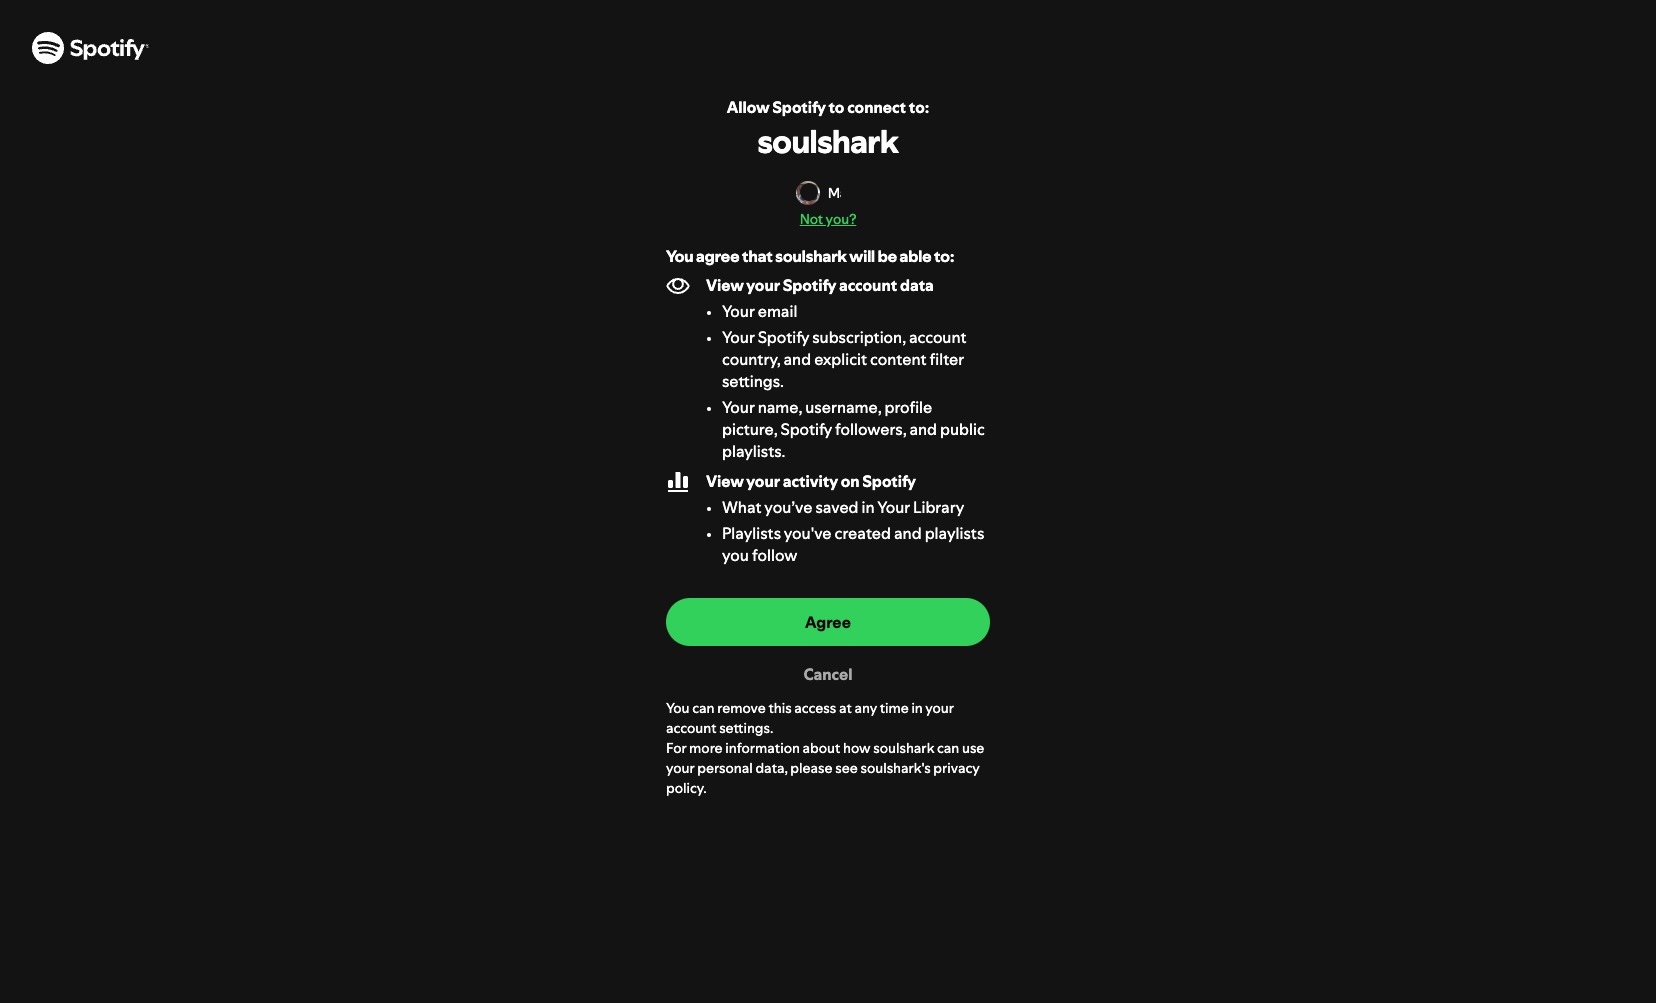 Spotify
Allow Spotify to connect to:
soulshark
Not you?
You agree that soulshark will be able to:
View your Spotify account data
• Your email
• Your Spotify subscription, account
country, and explicit content filter
settings.
• Your name, username, profile
picture, Spotify followers, and public
playlists.
View your activity on Spotify
• What you’ve saved in Your Library
• Playlists you've created and playlists
you follow
Agree
Cancel
You can remove this access at any time in your
account settings.
For more information about how soulshark can use
your personal data, please see soulshark's privacy
policy.